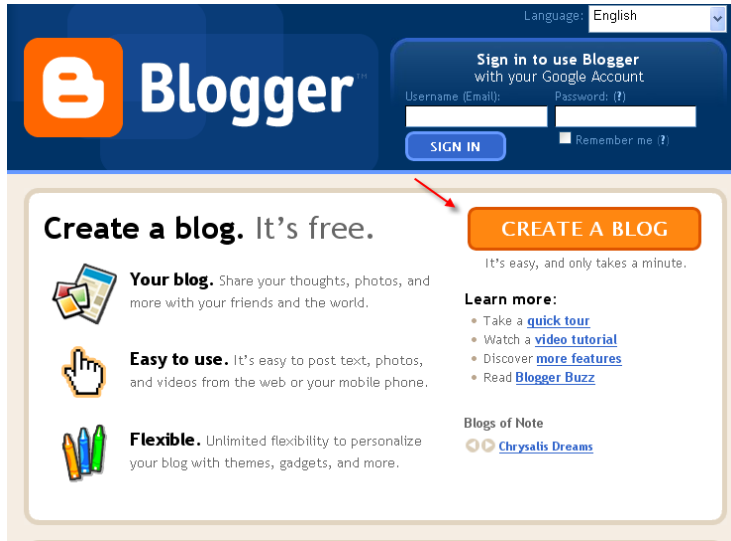 Language: English
Blogger™
Sign in to use Blogger
with your Google Account
Username (Email):
Password: (?)
SIGN IN
Remember me (?)
Create a blog. It's free.
Your blog. Share your thoughts, photos, and
more with your friends and the world.
Easy to use. It's easy to post text, photos,
and videos from the web or your mobile phone.
Flexible. Unlimited flexibility to personalize
your blog with themes, gadgets, and more.
CREATE A BLOG
It's easy, and only takes a minute.
Learn more:
Take a quick tour
Watch a video tutorial
Discover more features
Read Blogger Buzz
Blogs of Note
Chrysalis Dreams